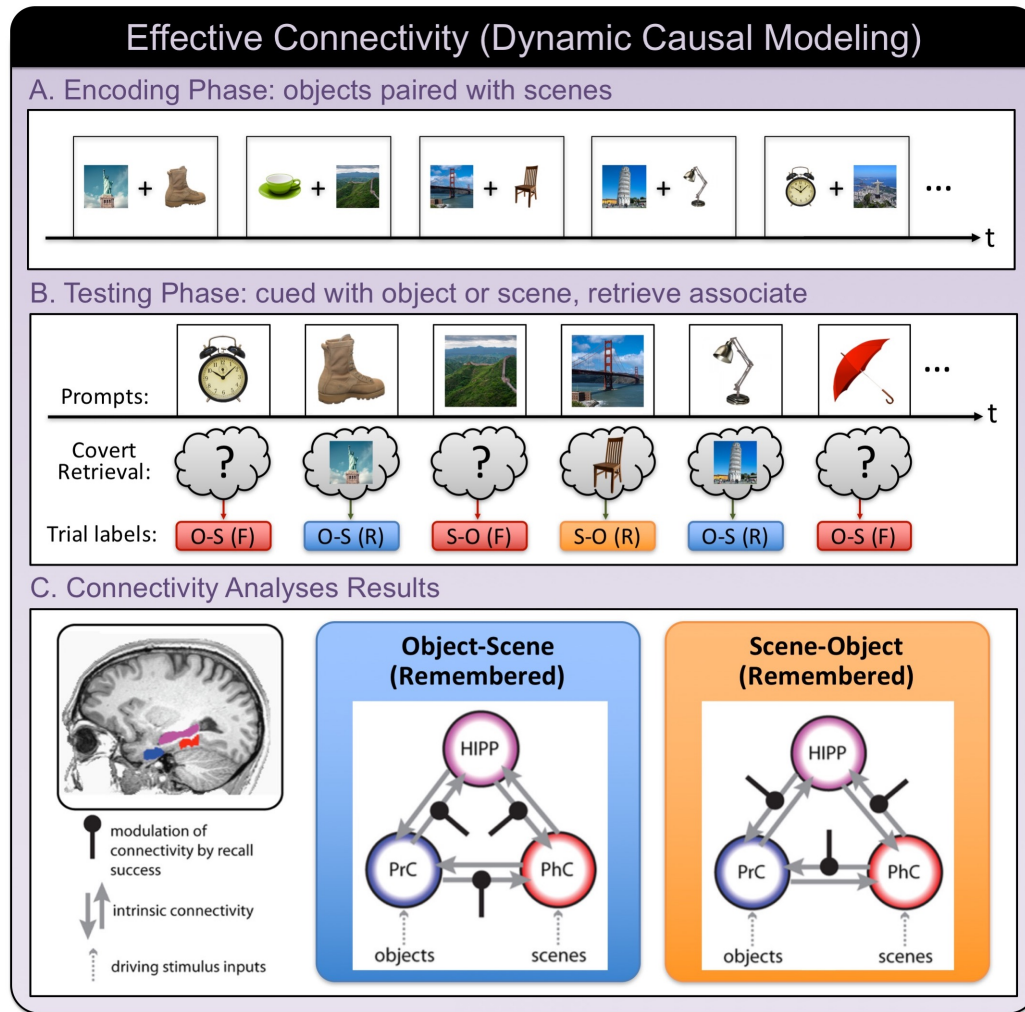 Effective Connectivity (Dynamic Causal Modeling)
A. Encoding Phase: objects paired with scenes
+
+
+
+
+
...
t
B. Testing Phase: cued with object or scene, retrieve associate
Prompts:
...
t
Covert
Retrieval:
?
?
?
Trial labels:
O-S (F)
O-S (R)
S-O (F)
S-O (R)
O-S (R)
O-S (F)
C. Connectivity Analyses Results
modulation of
connectivity by recall
success
intrinsic connectivity
driving stimulus inputs
Object-Scene
(Remembered)
HIPP
PrC
PhC
objects
scenes
Scene-Object
(Remembered)
HIPP
PrC
PhC
objects
scenes